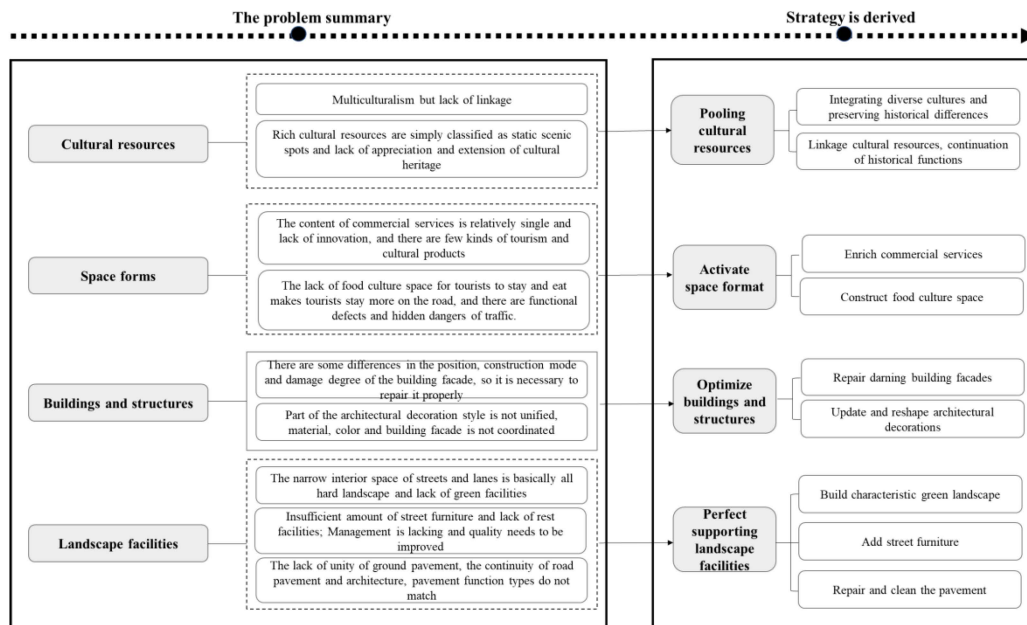 The problem summary
Strategy is derived
Cultural resources
Multiculturalism but lack of linkage
Rich cultural resources are simply classified as static scenic
spots and lack of appreciation and extension of cultural
heritage
Pooling
cultural
resources
Integrating diverse cultures and
preserving historical differences
Linkage cultural resources, continuation
of historical functions
Space forms
The content of commercial services is relatively single and
lack of innovation, and there are few kinds of tourism and
cultural products
The lack of food culture space for tourists to stay and eat
makes tourists stay more on the road, and there are functional
defects and hidden dangers of traffic.
Activate
space format
Enrich commercial services
Construct food culture space
Buildings and structures
There are some differences in the position, construction mode
and damage degree of the building facade, so it is necessary to
repair it properly
Part of the architectural decoration style is not unified,
material, color and building facade is not coordinated
Optimize
buildings and
structures
Repair darning building facades
Update and reshape architectural
decorations
Landscape facilities
The narrow interior space of streets and lanes is basically all
hard landscape and lack of green facilities
Insufficient amount of street furniture and lack of rest
facilities; Management is lacking and quality needs to be
improved
The lack of unity of ground pavement, the continuity of road
pavement and architecture, pavement function types do not
match
Perfect
supporting
landscape
facilities
Build characteristic green landscape
Add street furniture
Repair and clean the pavement